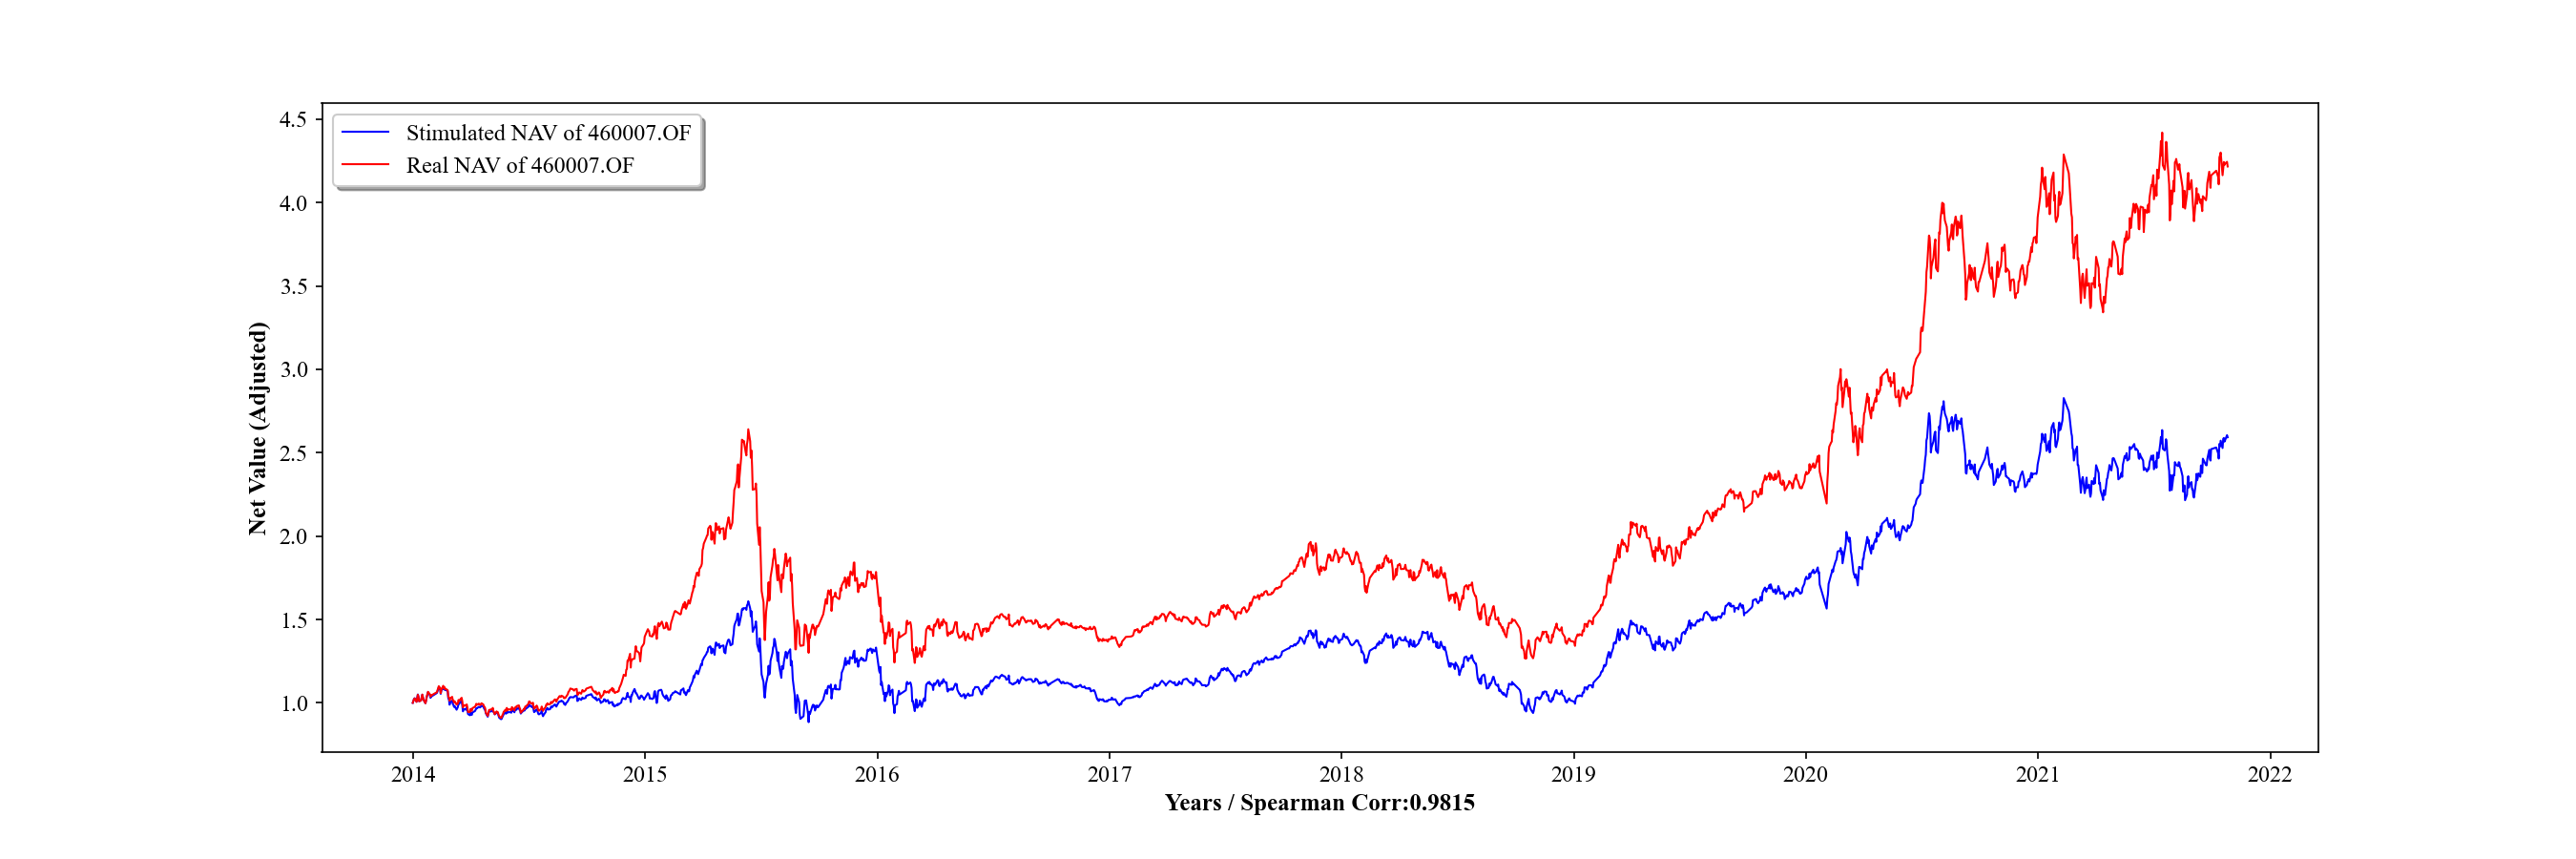 Stimulated NAV of 460007.OF
Real NAV of 460007.OF
4.5
4.0
3.5
3.0
2.5
2.0
1.5
1.0
Net Value (Adjusted)
2014 2015 2016 2017 2018 2019 2020 2021 2022
Years / Spearman Corr:0.9815